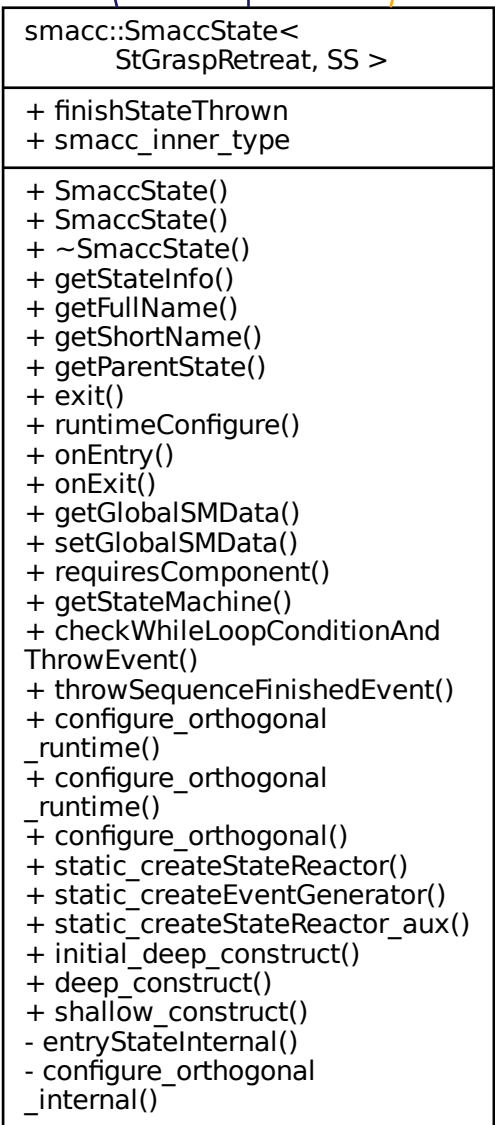 smacc::SmaccState<
StGraspRetreat, SS >
+ finishStateThrown
+ smacc_inner_type
+ SmaccState()
+ SmaccState()
+ ~SmaccState()
+ getStateInfo()
+ getFullName()
+ getShortName()
+ getParentState()
+ exit()
+ runtimeConfigure()
+ onEntry()
+ onExit()
+ getGlobalSMData()
+ setGlobalSMData()
+ requiresComponent()
+ getStateMachine()
+ checkWhileLoopConditionAnd
ThrowEvent()
+ throwSequenceFinishedEvent()
+ configure_orthogonal
_runtime()
+ configure_orthogonal
_runtime()
+ configure_orthogonal()
+ static_createStateReactor()
+ static_createEventGenerator()
+ static_createStateReactor_aux()
+ initial_deep_construct()
+ deep_construct()
+ shallow_construct()
- entryStateInternal()
- configure_orthogonal
_internal()